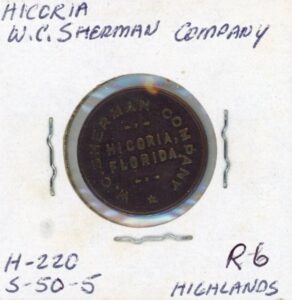 HICORIA
W.C. SHERMAN COMPANY
W.C. SHERMAN COMPANY
HICORIA,
FLORIDA.
H-220 R-6
S-50-5 HIGHLANDS